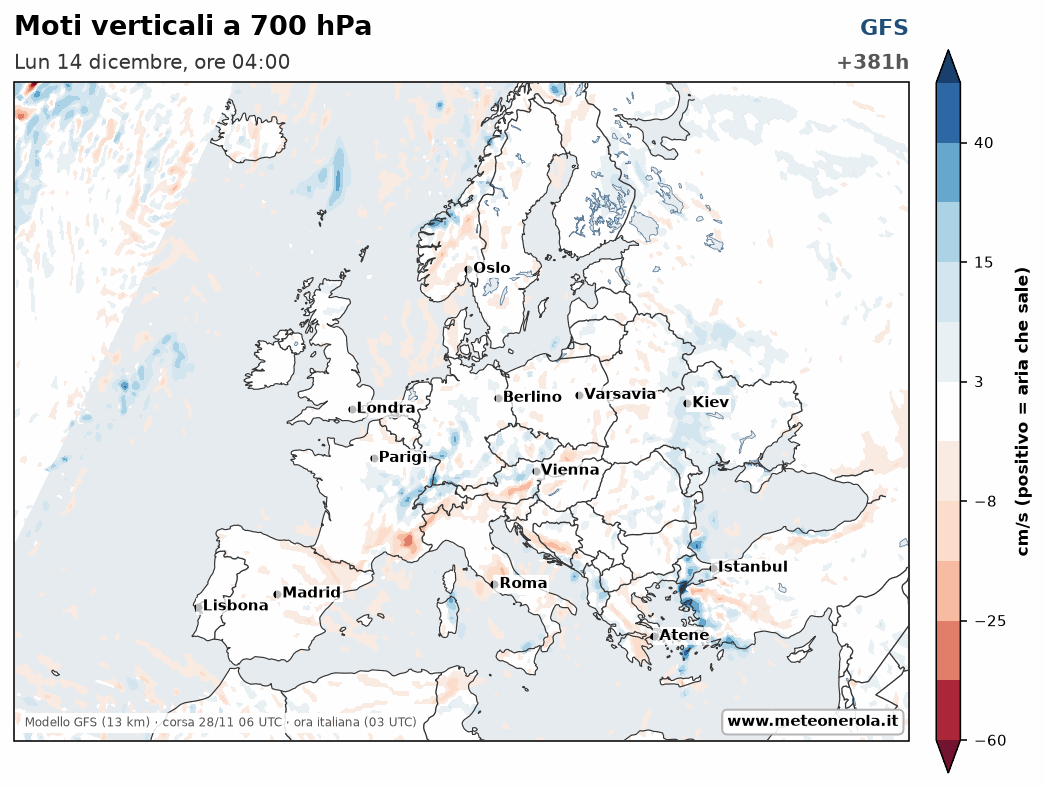 Moti verticali a 700 hPa
GFS
Lun 14 dicembre, ore 04:00
+381h
40
15
3
−8
−25
−60
cm/s (positivo = aria che sale)
Oslo
Londra
Berlino
Varsavia
Kiev
Parigi
Vienna
Istanbul
Roma
Madrid
Lisbona
Atene
Modello GFS (13 km) · corsa 28/11 06 UTC · ora italiana (03 UTC)
www.meteonerola.it